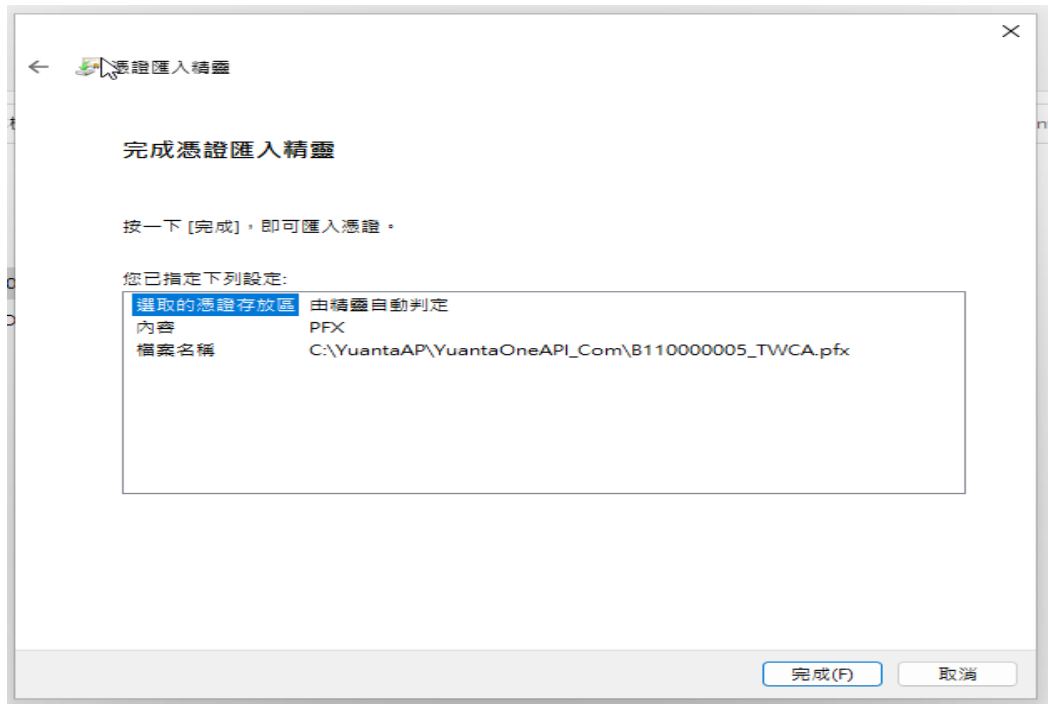 憑證匯入精靈
完成憑證匯入精靈
按一下 [完成]，即可匯入憑證。
您已指定下列設定:
選取的憑證存放區 由精靈自動判定
內容 PFX
檔案名稱 C:\YuantaAP\YuantaOneAPI_Com\B110000005_TWCA.pfx
完成(F) 取消